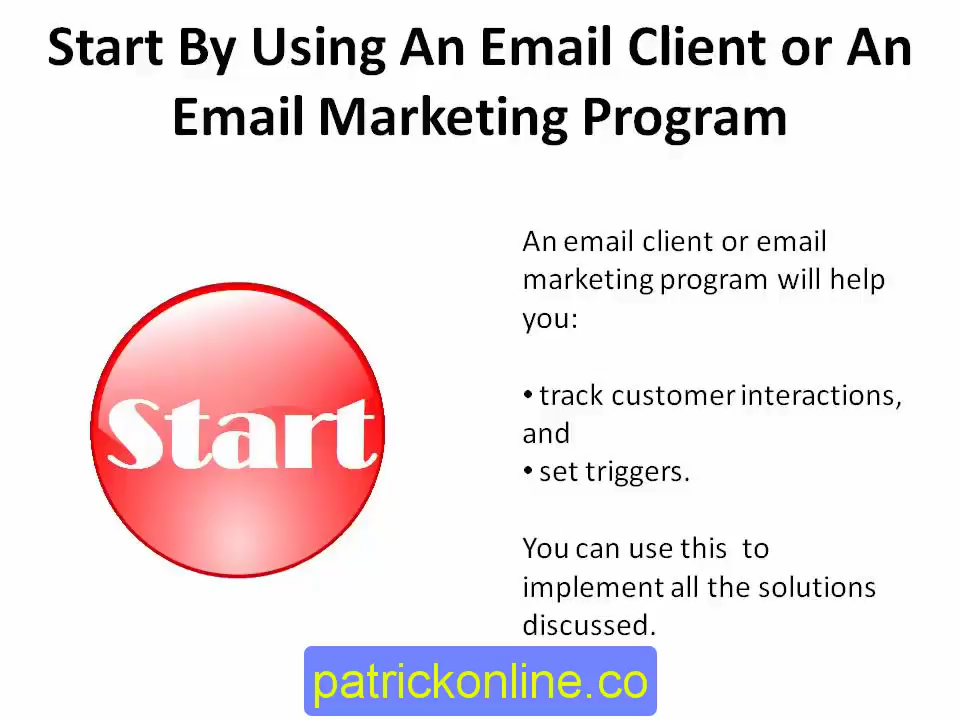 Start By Using An Email Client or An
Email Marketing Program
Start
An email client or email
marketing program will help
you:
• track customer interactions,
and
• set triggers.
You can use this  to
implement all the solutions
discussed.
patrickonline.co